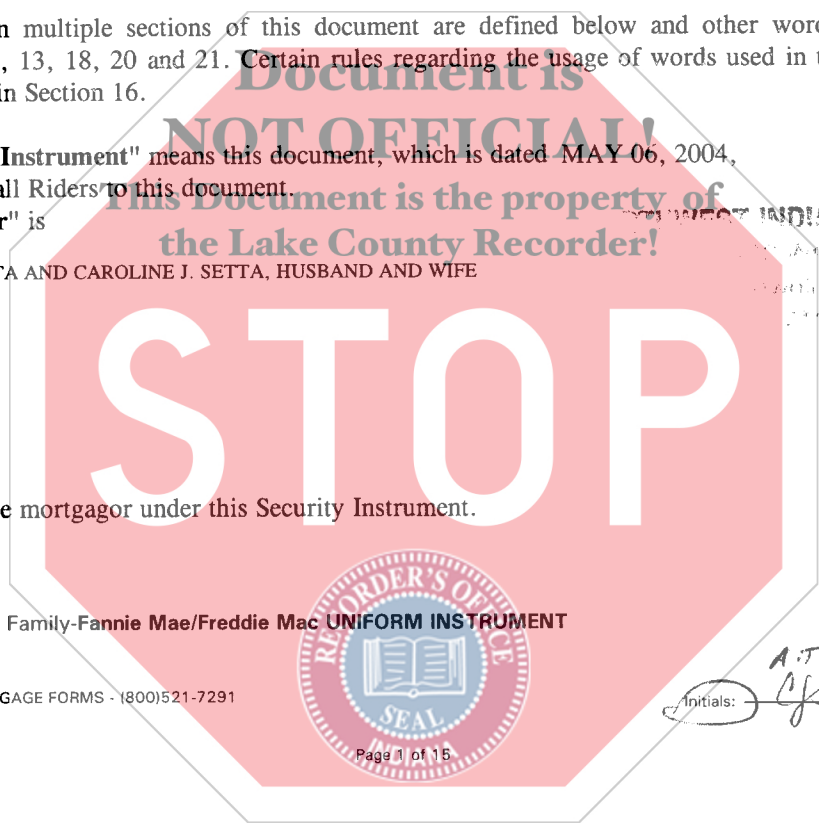 n multiple sections of this document are defined below and other word
, 13, 18, 20 and 21. Certain rules regarding the usage of words used in t
in Section 16.
Document is
NOT OFFICIAL!
Instrument" means this document, which is dated MAY 06, 2004,
all Riders to this document.
This Document is the property of
the Lake County Recorder!
r" is
TA AND CAROLINE J. SETTA, HUSBAND AND WIFE
STOP
e mortgagor under this Security Instrument.
RECORDER'S OFFICE
SEAL
INDIANA
Family-Fannie Mae/Freddie Mac UNIFORM INSTRUMENT
GAGE FORMS - (800)521-7291
Initials:
Page 1 of 15